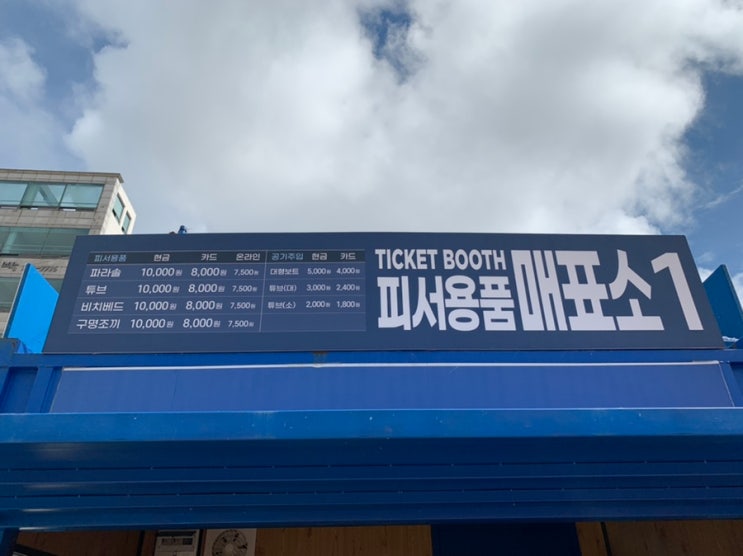 피서용품 현금 카드 온라인
파라솔 10,000원 8,000원 7,500원
튜브 10,000원 8,000원 7,500원
비치베드 10,000원 8,000원 7,500원
구명조끼 10,000원 8,000원 7,500원
공기주입 현금 카드
대형보트 5,000원 4,000원
튜브(대) 3,000원 2,400원
튜브(소) 2,000원 1,800원
TICKET BOOTH
피서용품 매표소 1